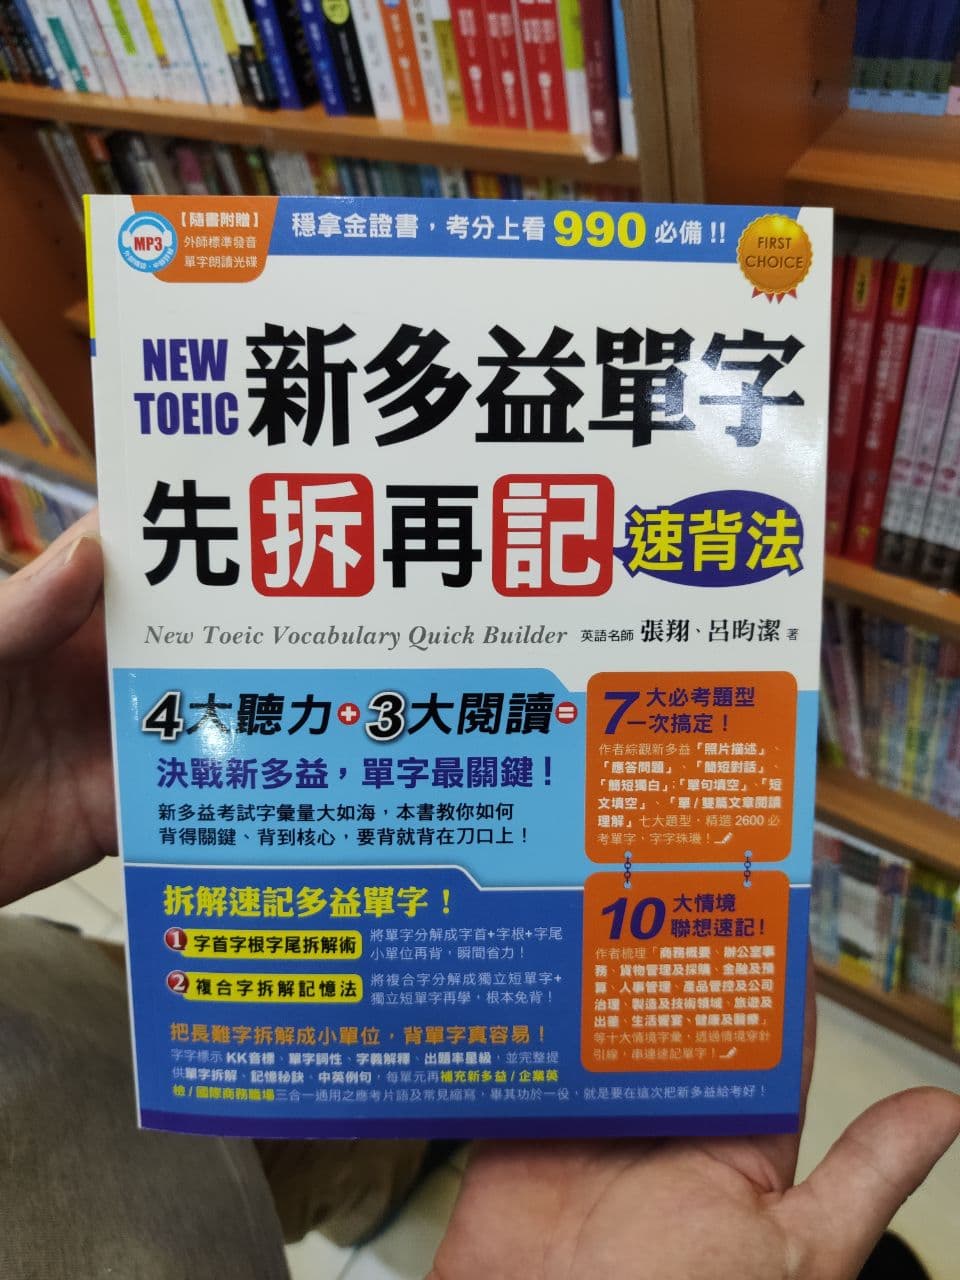 MP3
【隨書附贈】
外師標準發音
單字朗讀光碟
穩拿金證書，考分上看990必備!!
FIRST
CHOICE
NEW
TOEIC
新多益單字
先拆再記
速背法
New Toeic Vocabulary Quick Builder
英語名師 張翔、呂昀潔 著
4大聽力+3大閱讀=
決戰新多益，單字最關鍵！
新多益考試字彙量大如海，本書教你如何
背得關鍵、背到核心，要背就背在刀口上！
7大必考題型
一次搞定！
作者綜觀新多益「照片描述」、
「應答問題」、「簡短對話」、
「簡短獨白」；「單句填空」、「短
文填空」、「單/雙篇文章閱讀
理解」七大題型，精選2600必
考單字，字字珠璣！
拆解速記多益單字！
1 字首字根字尾拆解術
將單字分解成字首+字根+字尾
小單位再背，瞬間省力！
2 複合字拆解記憶法
將複合字分解成獨立短單字+
獨立短單字再學，根本免背！
把長難字拆解成小單位，背單字真容易！
字字標示KK音標、單字詞性、字義解釋、出題率星級，並完整提
供單字拆解、記憶秘訣、中英例句，每單元再補充新多益/企業英
檢/國際商務職場三合一通用之應考片語及常見縮寫，畢其功於一役，就是要在這次把新多益給考好！
10大情境
聯想速記！
作者梳理「商務概要、辦公室事
務、貨物管理及採購、金融及預
算、人事管理、產品管控及公司
治理、製造及技術領域、旅遊及
出差、生活饗宴、健康及醫療」
等十大情境字彙，透過情境穿針
引線，串連速記單字！